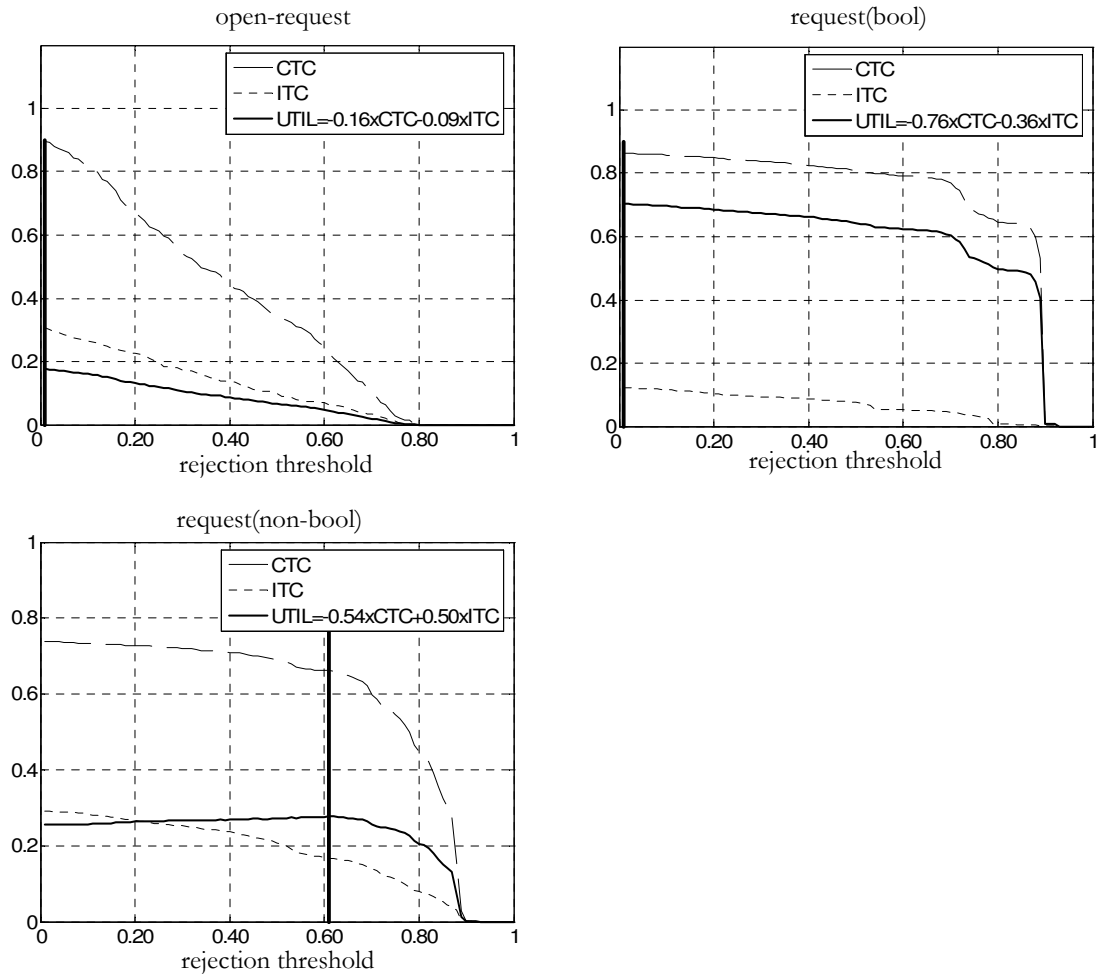 open-request
CTC
ITC
UTIL=-0.16xCTC-0.09xITC
1
0.8
0.6
0.4
0.2
0
0 0.20 0.40 0.60 0.80 1
rejection threshold
request(bool)
CTC
ITC
UTIL=-0.76xCTC-0.36xITC
1
0.8
0.6
0.4
0.2
0
0 0.20 0.40 0.60 0.80 1
rejection threshold
request(non-bool)
CTC
ITC
UTIL=-0.54xCTC+0.50xITC
1
0.8
0.6
0.4
0.2
0
0 0.20 0.40 0.60 0.80 1
rejection threshold